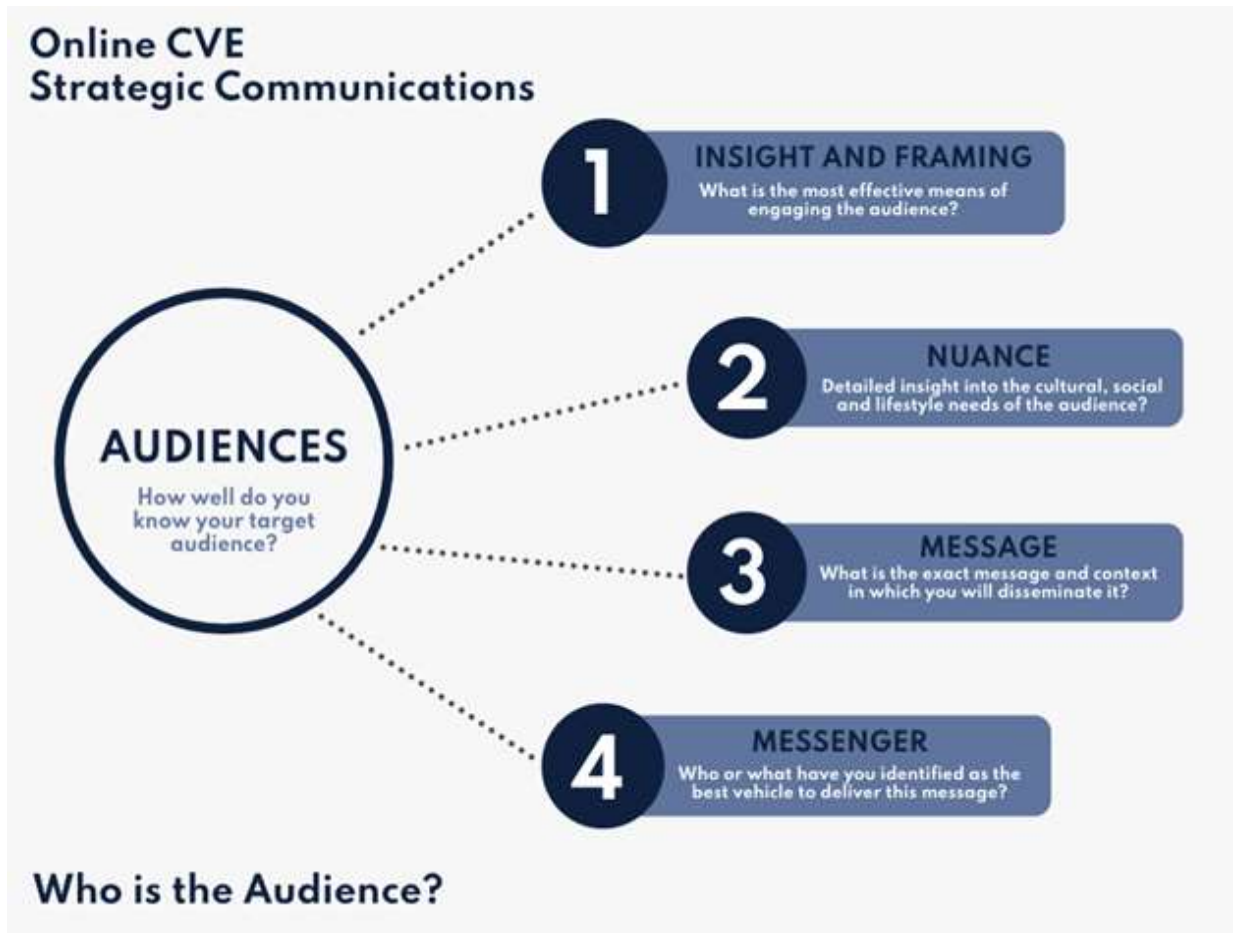 Online CVE
Strategic Communications
1
INSIGHT AND FRAMING
What is the most effective means of
engaging the audience?
2
NUANCE
Detailed insight into the cultural, social
and lifestyle needs of the audience?
AUDIENCES
How well do you
know your target
audience?
3
MESSAGE
What is the exact message and context
in which you will disseminate it?
4
MESSENGER
Who or what have you identified as the
best vehicle to deliver this message?
Who is the Audience?